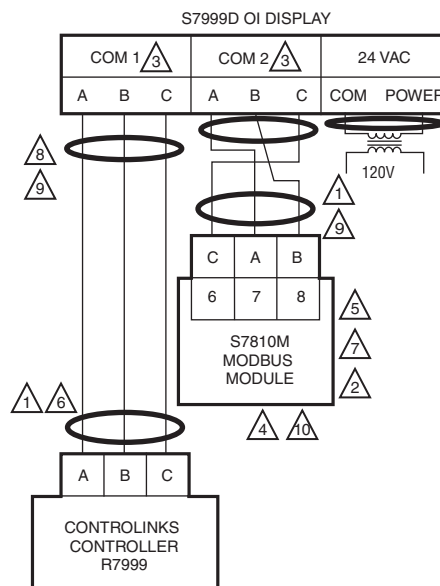 S7999D OI DISPLAY
COM 1 3 COM 2 3 24 VAC
A B C A B C COM POWER
8
9
120V
1
9
C A B
6 7 8
5
S7810M
MODBUS
MODULE
7
2
1 6
4 10
A B C
CONTROLINKS
CONTROLLER
R7999